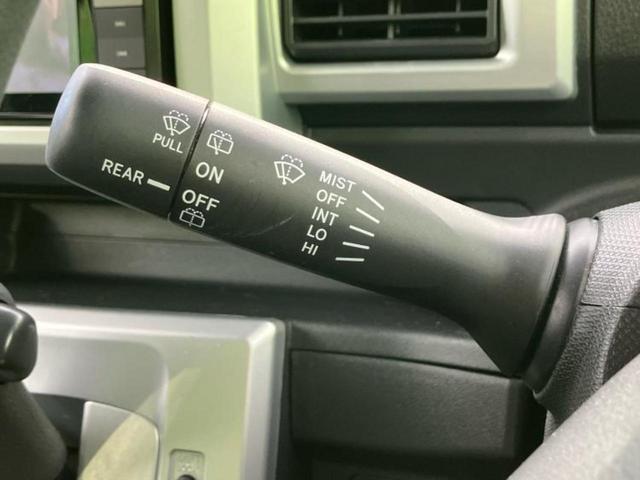 PULL
REAR
ON
OFF
MIST
OFF
INT
LO
HI